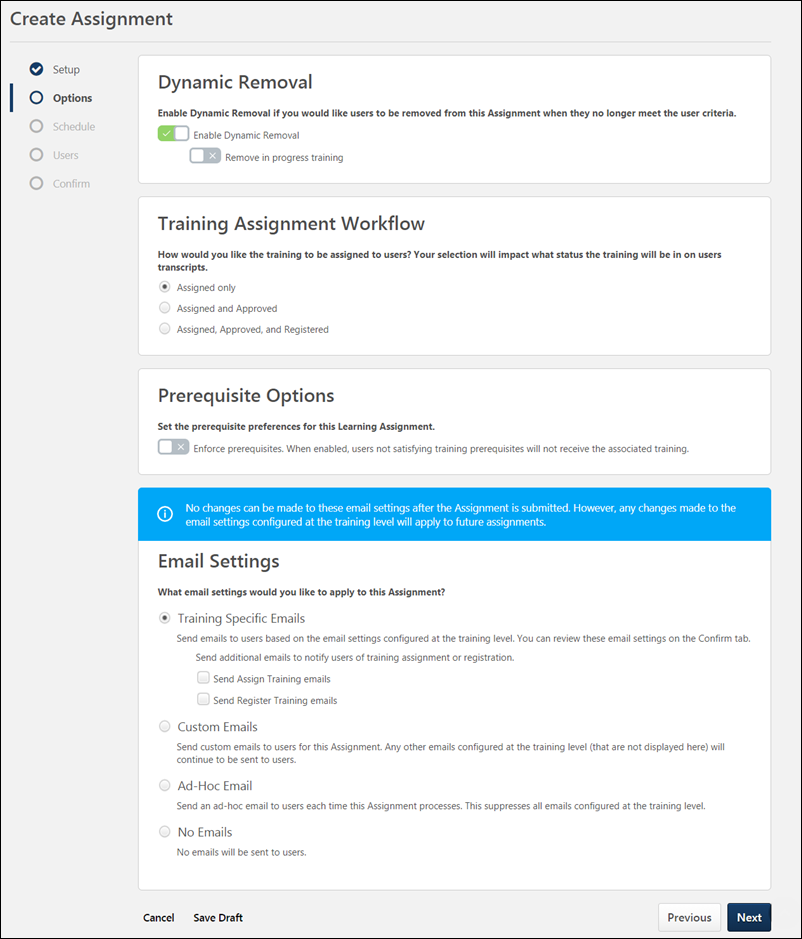 Create Assignment
Setup
Options
Schedule
Users
Confirm
Dynamic Removal
Enable Dynamic Removal if you would like users to be removed from this Assignment when they no longer meet the user criteria.
Enable Dynamic Removal
Remove in progress training
Training Assignment Workflow
How would you like the training to be assigned to users? Your selection will impact what status the training will be in on users
transcripts.
Assigned only
Assigned and Approved
Assigned, Approved, and Registered
Prerequisite Options
Set the prerequisite preferences for this Learning Assignment.
Enforce prerequisites. When enabled, users not satisfying training prerequisites will not receive the associated training.
No changes can be made to these email settings after the Assignment is submitted. However, any changes made to the
email settings configured at the training level will apply to future assignments.
Email Settings
What email settings would you like to apply to this Assignment?
Training Specific Emails
Send emails to users based on the email settings configured at the training level. You can review these email settings on the Confirm tab.
Send additional emails to notify users of training assignment or registration.
Send Assign Training emails
Send Register Training emails
Custom Emails
Send custom emails to users for this Assignment. Any other emails configured at the training level (that are not displayed here) will
continue to be sent to users.
Ad-Hoc Email
Send an ad-hoc email to users each time this Assignment processes. This suppresses all emails configured at the training level.
No Emails
No emails will be sent to users.
Cancel Save Draft Previous Next